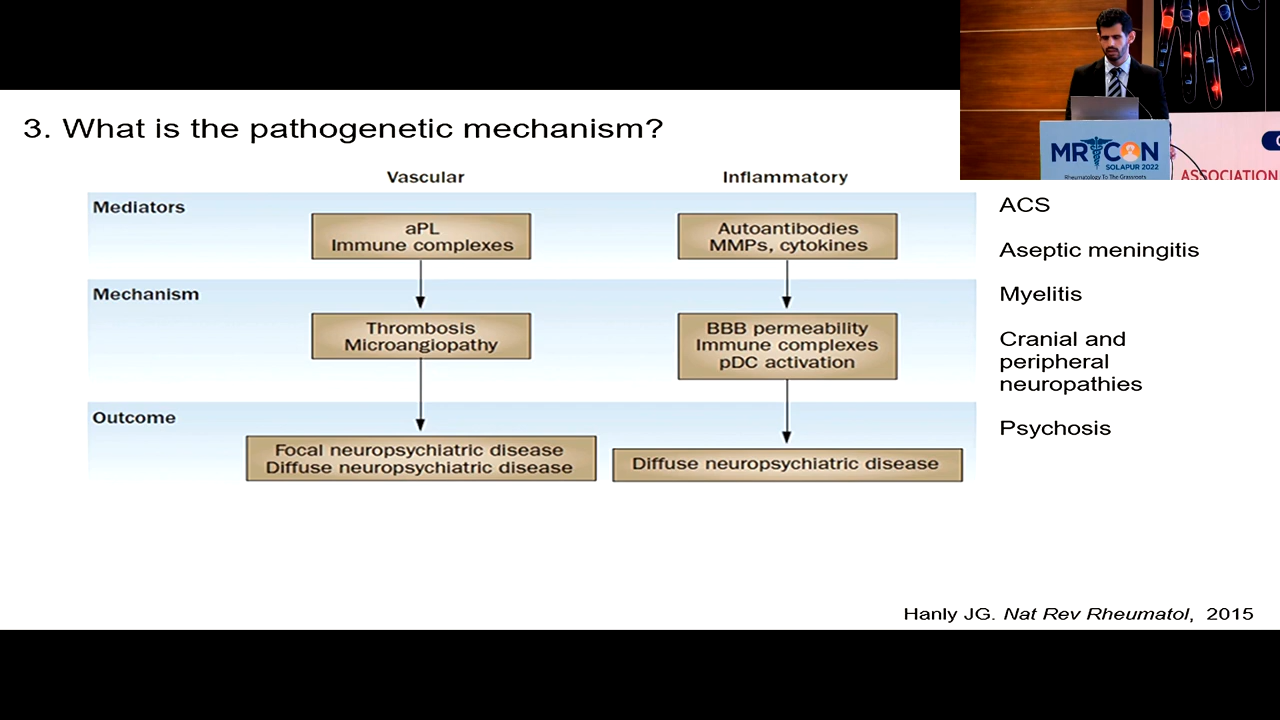 3. What is the pathogenetic mechanism?
MRCON
SOLAPUR 2022
Rheumatology To The Grassroots
ASSOCIATION
Vascular
Inflammatory
Mediators
aPL
Immune complexes
Autoantibodies
MMPs, cytokines
Mechanism
Thrombosis
Microangiopathy
BBB permeability
Immune complexes
pDC activation
Outcome
Focal neuropsychiatric disease
Diffuse neuropsychiatric disease
Diffuse neuropsychiatric disease
ACS
Aseptic meningitis
Myelitis
Cranial and
peripheral
neuropathies
Psychosis
Hanly JG. Nat Rev Rheumatol, 2015